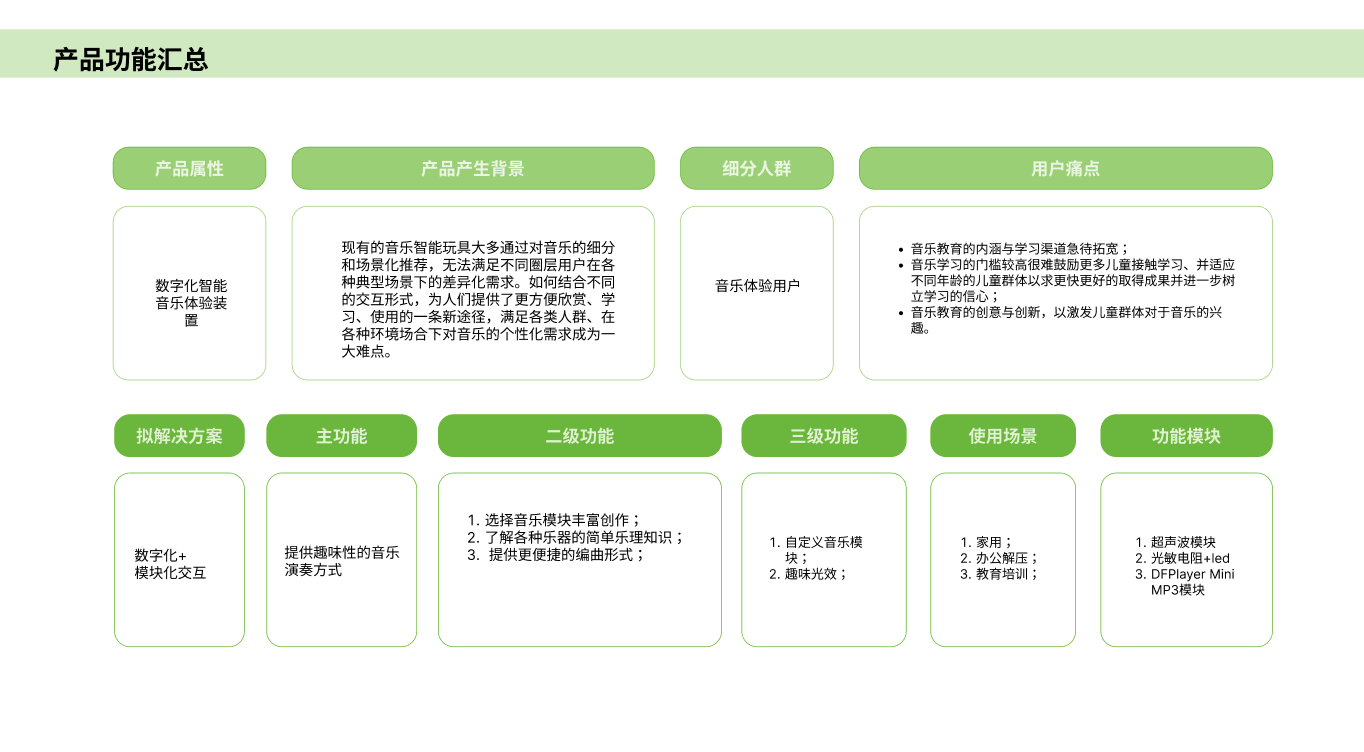 产品功能汇总
产品属性
产品产生背景
细分人群
用户痛点
数字化智能
音乐体验装
置
现有的音乐智能玩具大多通过对音乐的细分
和场景化推荐，无法满足不同圈层用户在各
种典型场景下的差异化需求。如何结合不同
的交互形式，为人们提供了更方便欣赏、学
习、使用的一条新途径，满足各类人群、在
各种环境场合下对音乐的个性化需求成为一
大难点。
音乐体验用户
• 音乐教育的内涵与学习渠道急待拓宽；
• 音乐学习的门槛较高很难鼓励更多儿童接触学习、并适应
不同年龄的儿童群体以求更快更好的取得成果并进一步树
立学习的信心；
• 音乐教育的创意与创新，以激发儿童群体对于音乐的兴
趣。
拟解决方案
主功能
二级功能
三级功能
使用场景
功能模块
数字化+
模块化交互
提供趣味性的音乐
演奏方式
1. 选择音乐模块丰富创作；
2. 了解各种乐器的简单乐理知识；
3. 提供更便捷的编曲形式；
1. 自定义音乐模
块；
2. 趣味光效；
1. 家用；
2. 办公解压；
3. 教育培训；
1. 超声波模块
2. 光敏电阻+led
3. DFPlayer Mini
MP3模块